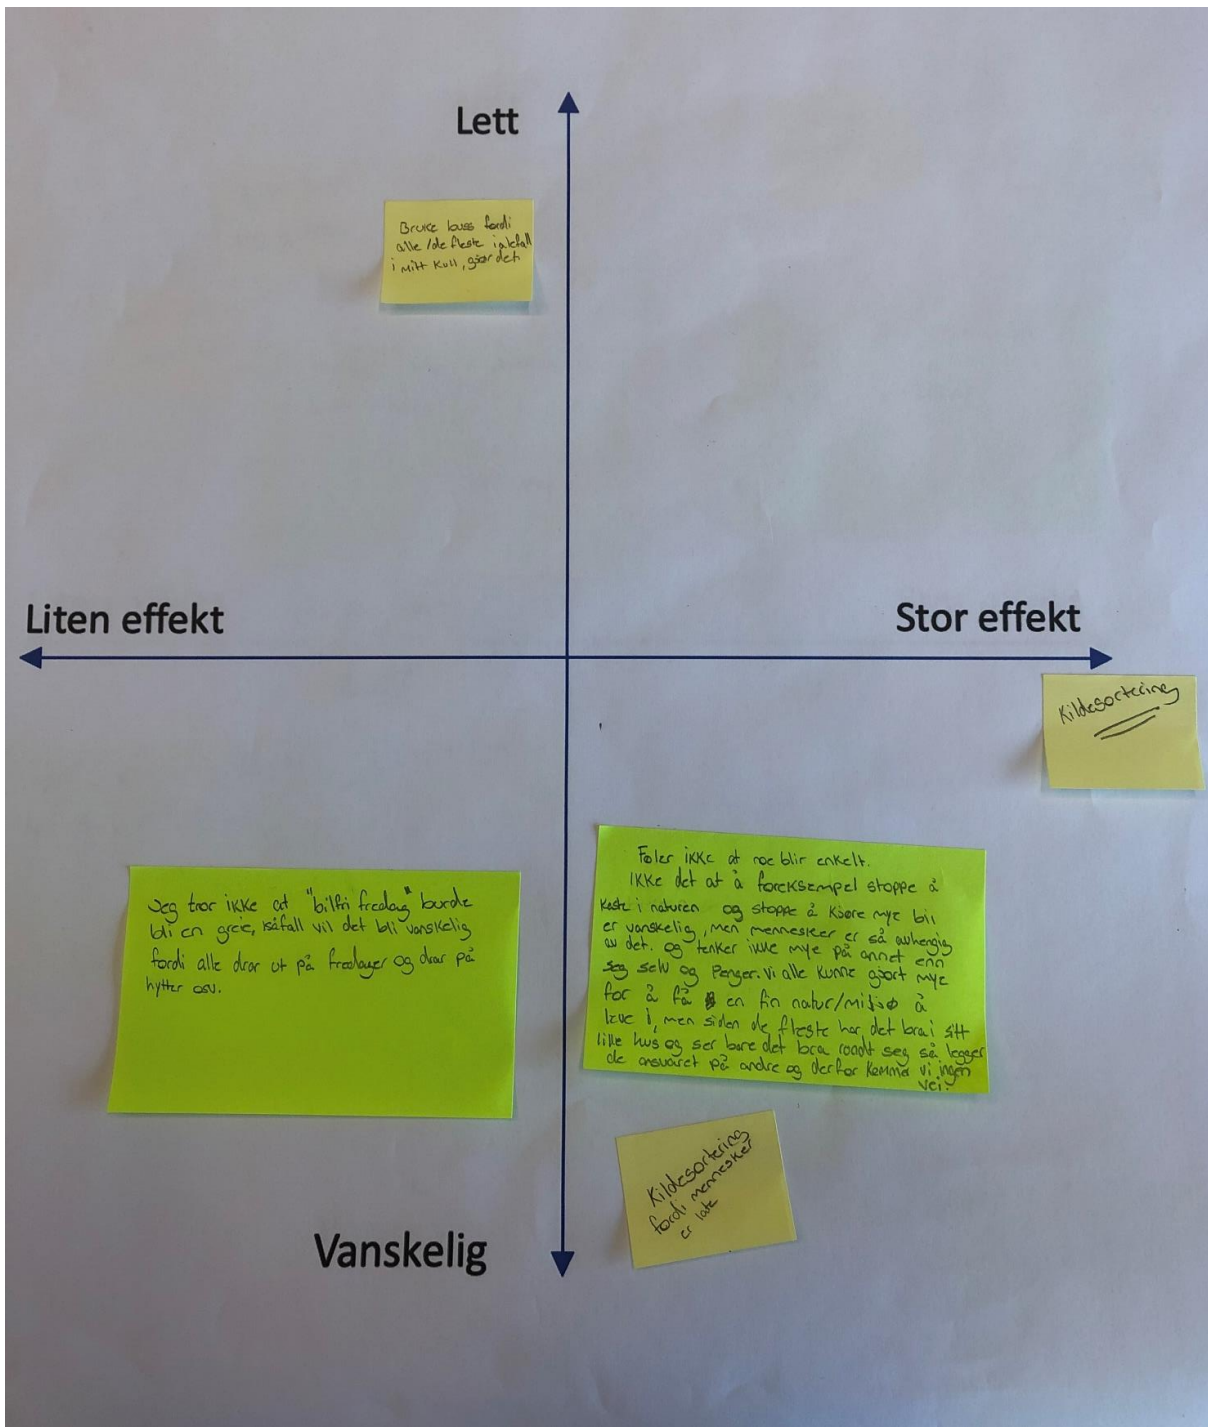 Lett
Bruke buss fordi
alle/de fleste iallefall
i mitt kull, gjør det
Liten effekt
Stor effekt
Kildesortering
Føler ikke at noe blir enkelt.
Ikke det at å foreksempel stoppe å
kaste i naturen og stoppe å kjøre mye bil
er vanskelig, men mennesker er så avhengig
av det. og tenker ikke mye på annet enn
seg selv og penger. Vi alle kunne gjort mye
for å få en fin natur/miljø å
leve i, men siden de fleste har det bra i sitt
lille hus og ser bare det bra rundt seg så legger
de ansvaret på andre og derfor kommer vi ingen
vei.
Jeg tror ikke at "bilfri fredag" burde
bli en greie, isåfall vil det bli vanskelig
fordi alle drar ut på fredager og drar på
hytter osv.
Kildesortering
fordi mennesker
er late
Vanskelig